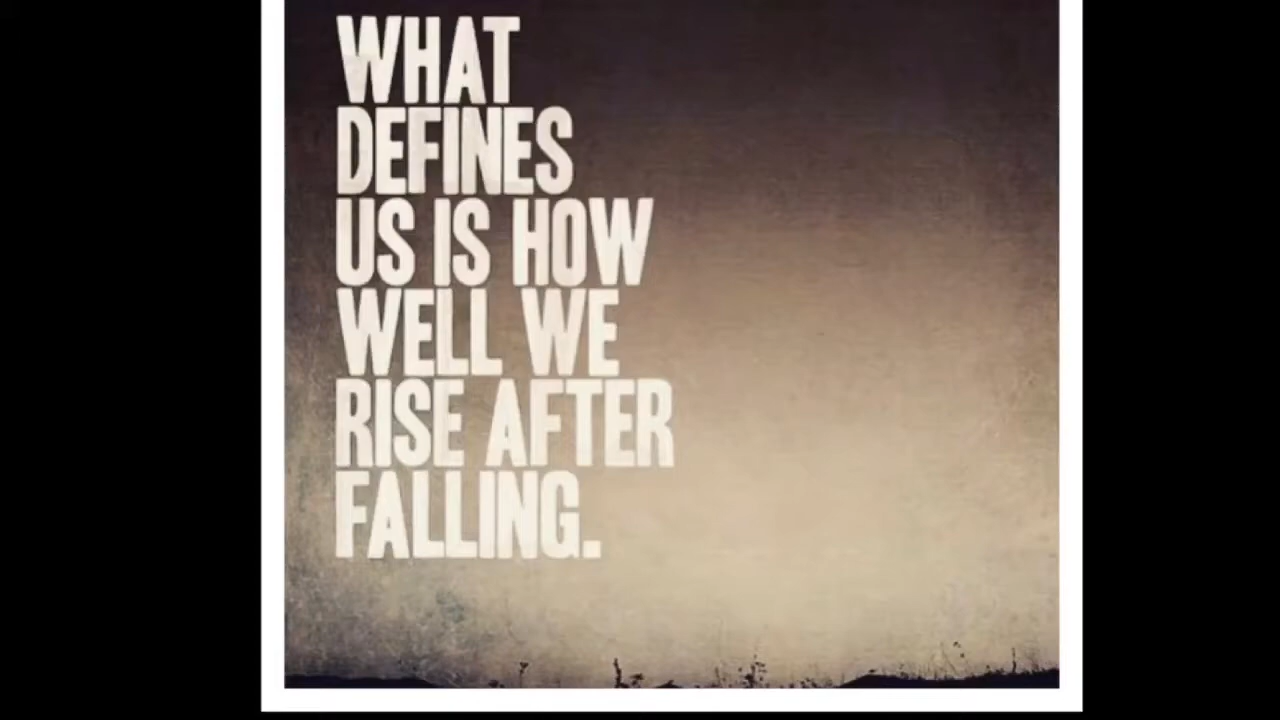 WHAT
DEFINES
US IS HOW
WELL WE
RISE AFTER
FALLING.